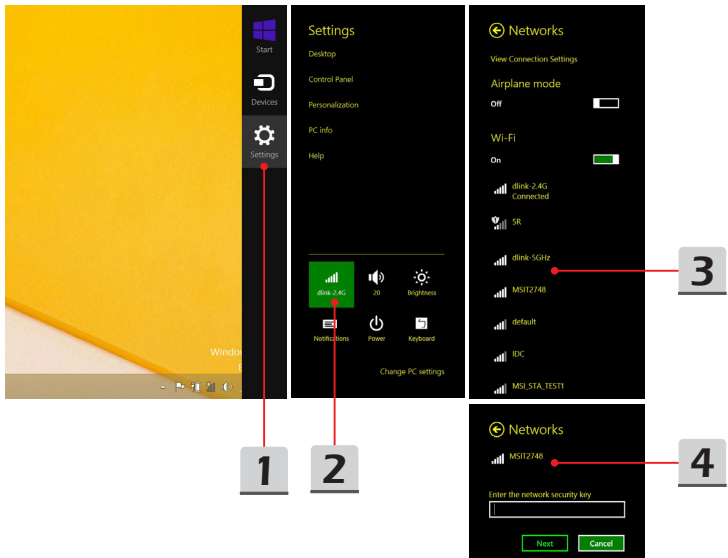 Start
Devices
Settings
Windo
1
Settings
Desktop
Control Panel
Personalization
PC info
Help
dlink-2.4G
20
Brightness
Notifications
Power
Keyboard
Change PC settings
2
Networks
View Connection Settings
Airplane mode
Off
Wi-Fi
On
dlink-2.4G
Connected
SR
dlink-5GHz
MSIT2748
default
IDC
MSI_STA_TEST1
3
Networks
MSIT2748
Enter the network security key
Next
Cancel
4